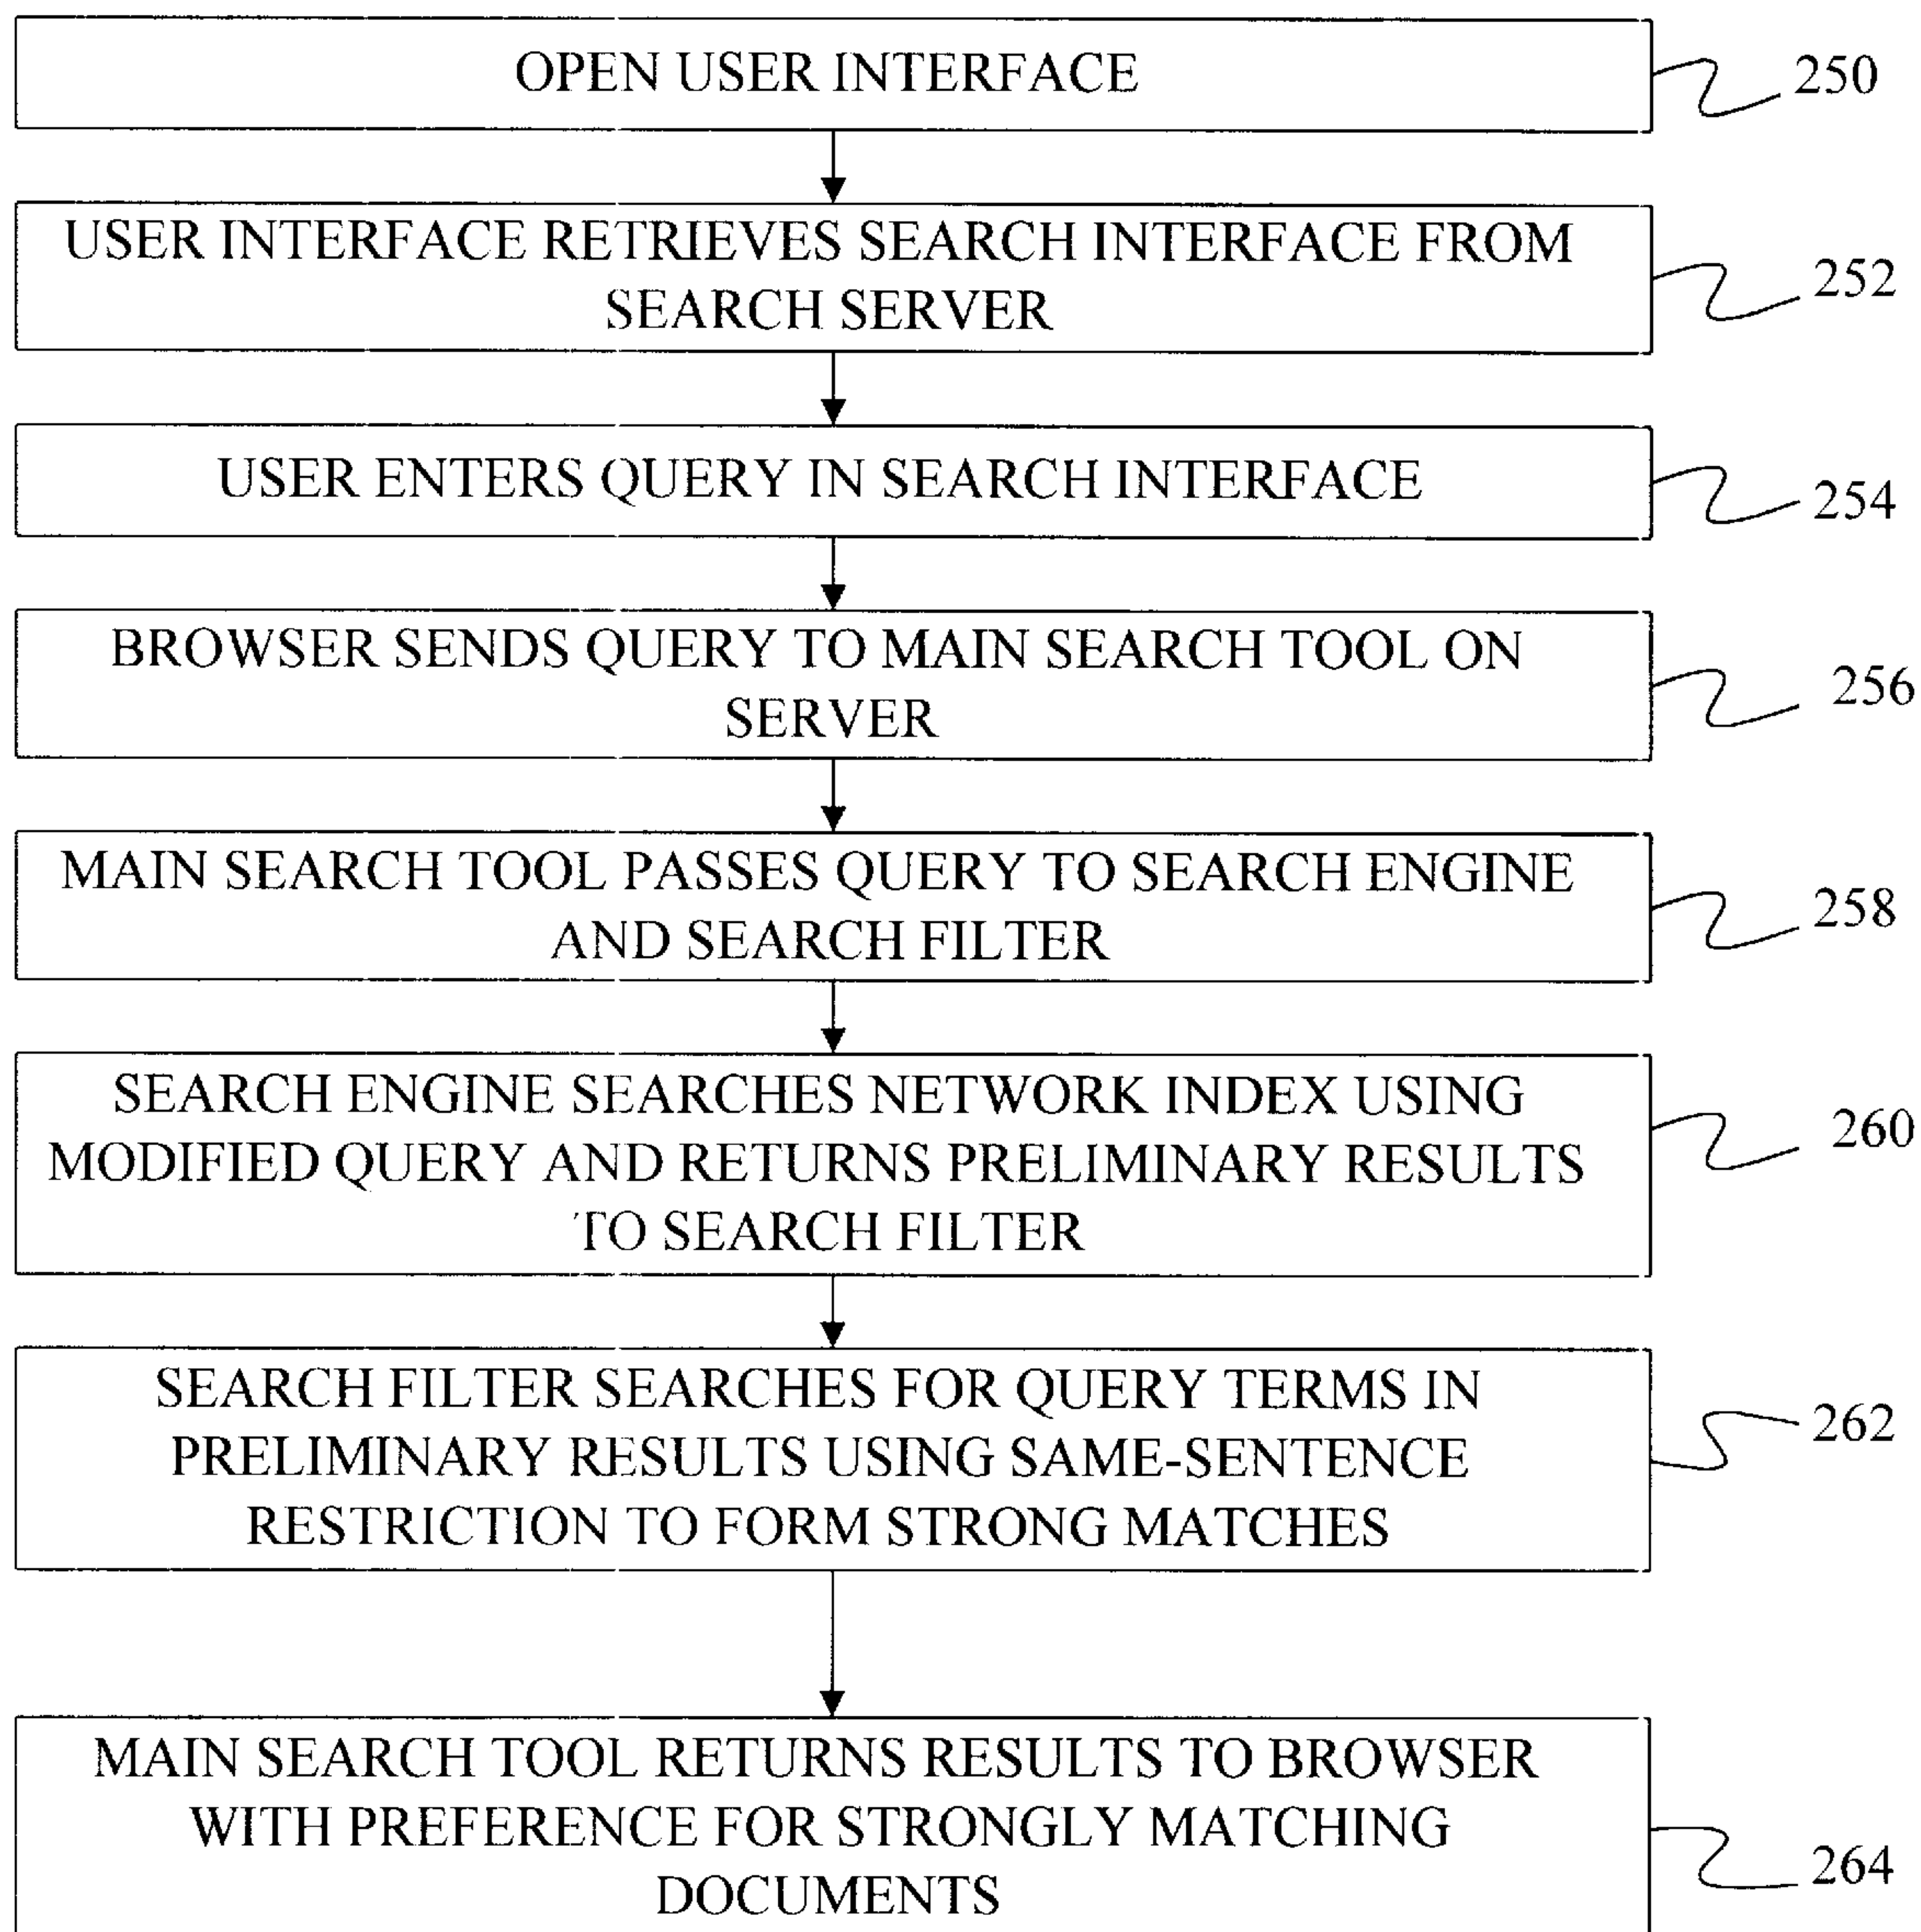 OPEN USER INTERFACE
250
USER INTERFACE RETRIEVES SEARCH INTERFACE FROM
SEARCH SERVER
252
USER ENTERS QUERY IN SEARCH INTERFACE
254
BROWSER SENDS QUERY TO MAIN SEARCH TOOL ON
SERVER
256
MAIN SEARCH TOOL PASSES QUERY TO SEARCH ENGINE
AND SEARCH FILTER
258
SEARCH ENGINE SEARCHES NETWORK INDEX USING
MODIFIED QUERY AND RETURNS PRELIMINARY RESULTS
TO SEARCH FILTER
260
SEARCH FILTER SEARCHES FOR QUERY TERMS IN
PRELIMINARY RESULTS USING SAME-SENTENCE
RESTRICTION TO FORM STRONG MATCHES
262
MAIN SEARCH TOOL RETURNS RESULTS TO BROWSER
WITH PREFERENCE FOR STRONGLY MATCHING
DOCUMENTS
264